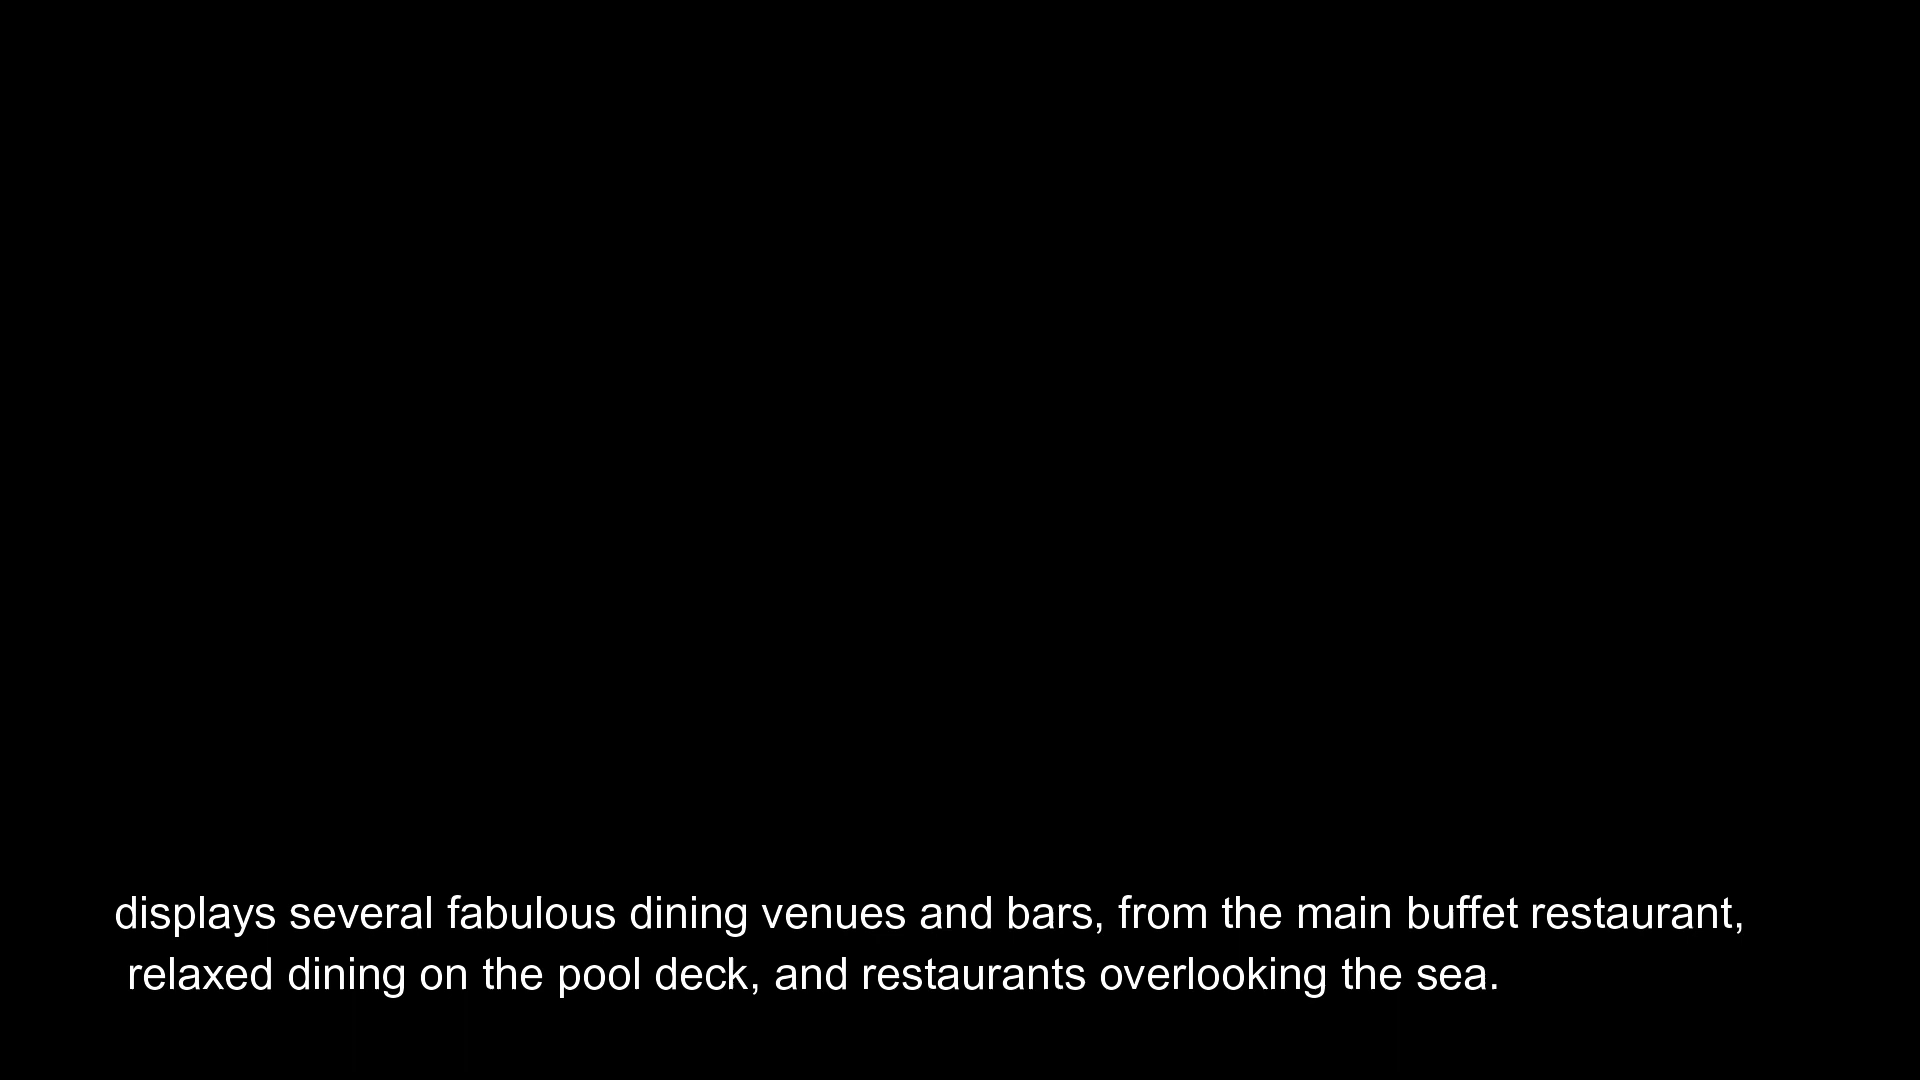 displays several fabulous dining venues and bars, from the main buffet restaurant,
relaxed dining on the pool deck, and restaurants overlooking the sea.